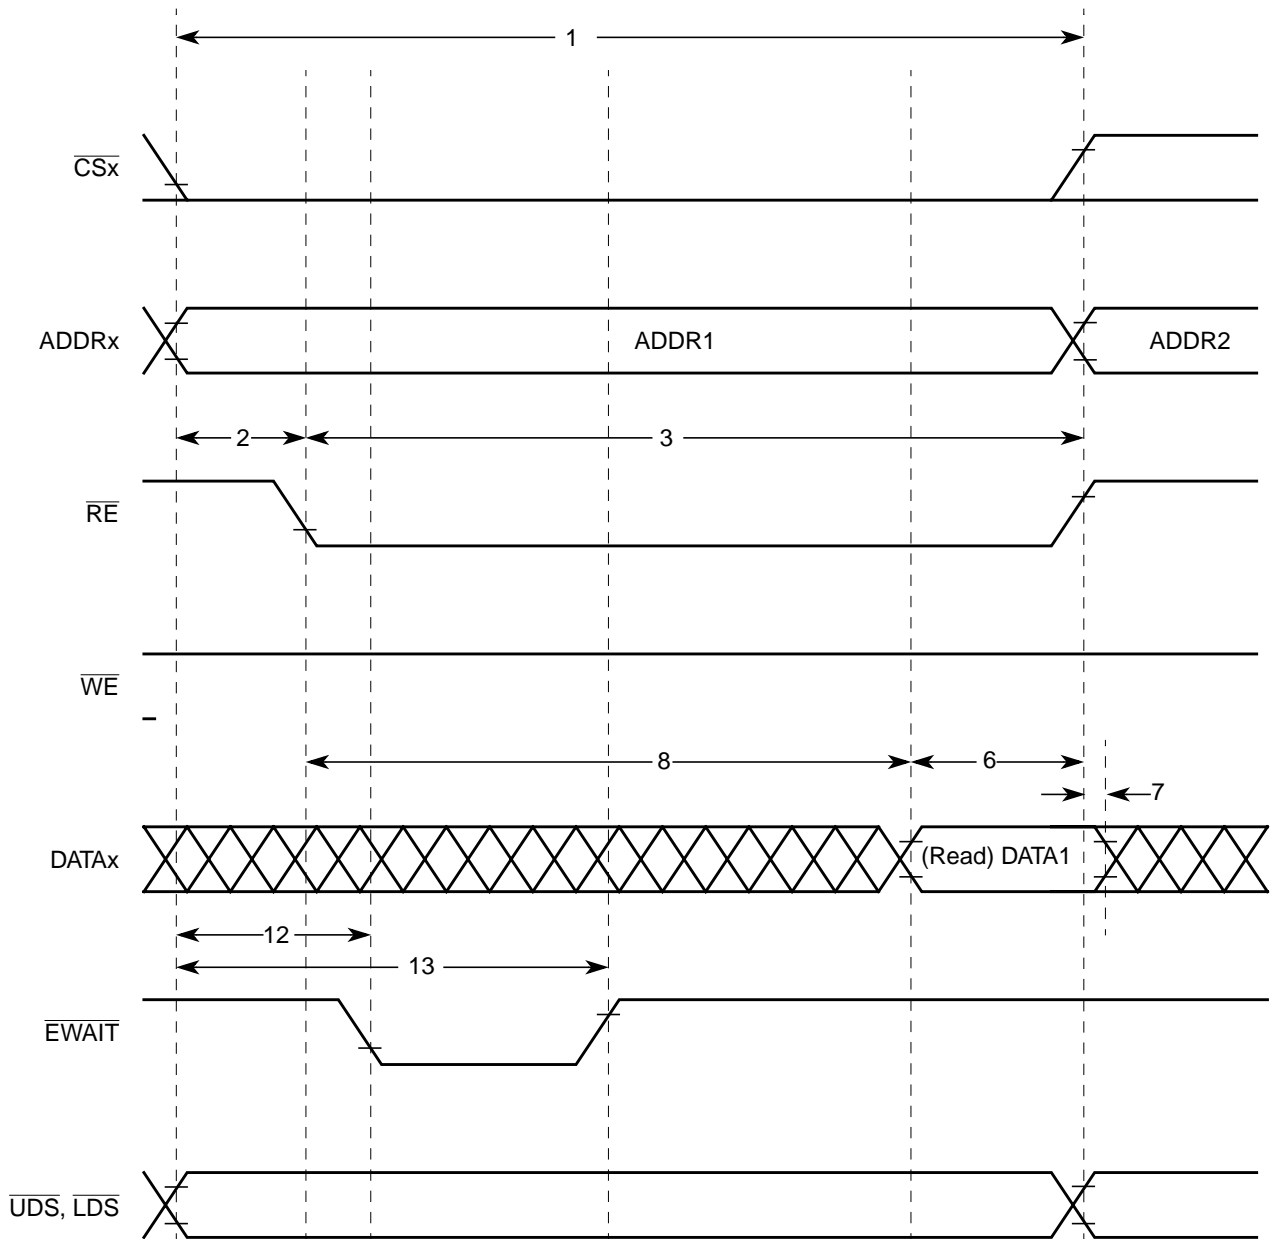 1
CSx
ADDRx
ADDR1
ADDR2
2
3
RE
WE
8
6
7
DATAx
(Read) DATA1
12
13
EWAIT
UDS, LDS